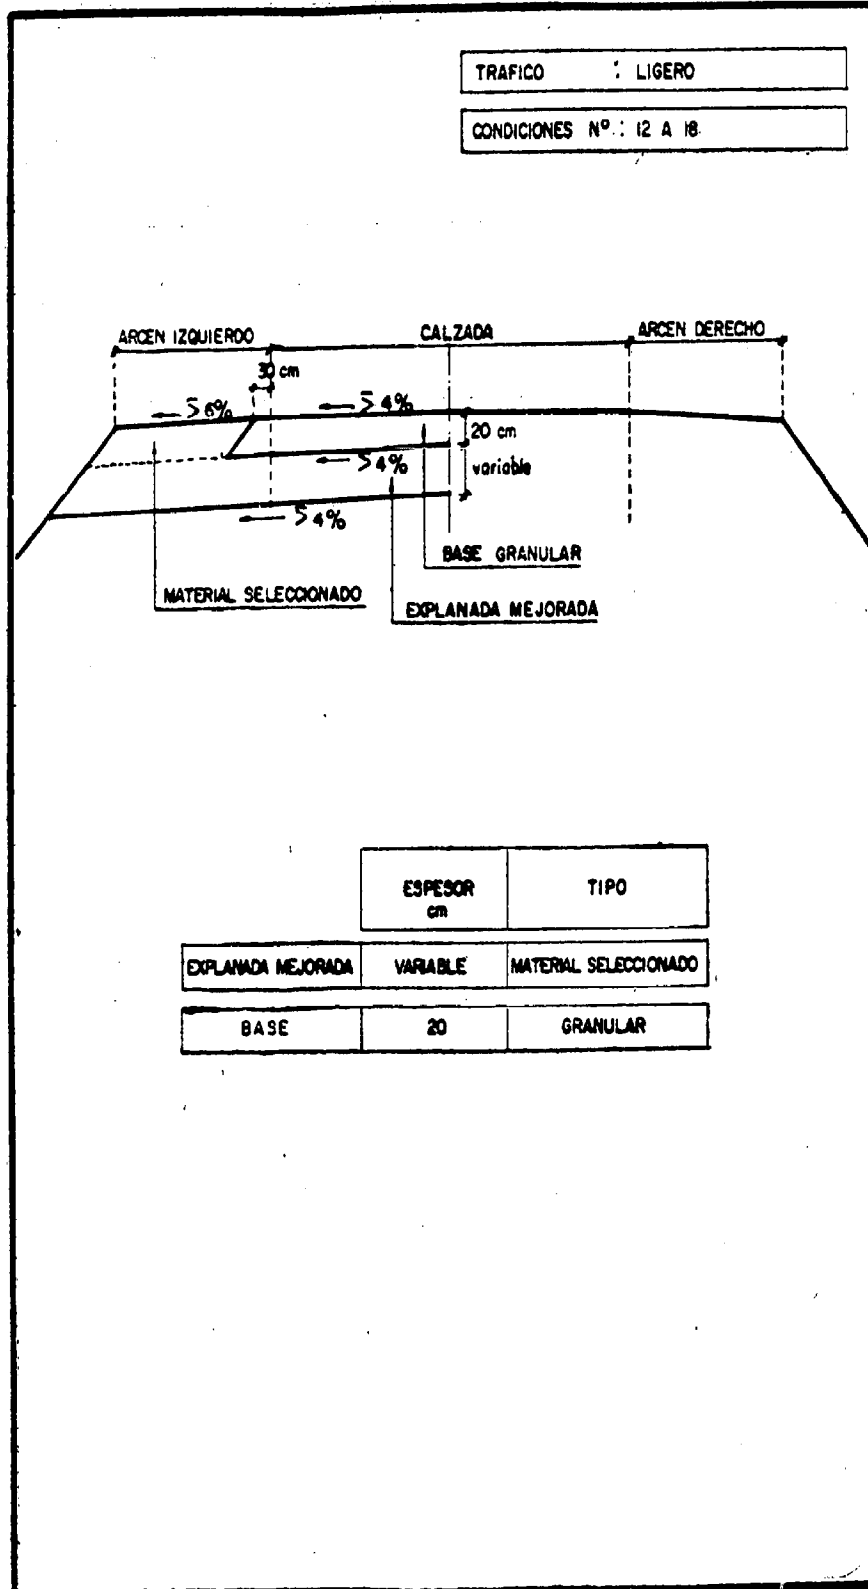 TRAFICO : LIGERO
CONDICIONES Nº : 12 A 18
ARCEN IZQUIERDO CALZADA ARCEN DERECHO
30 cm
≥ 6% ≥ 4%
20 cm
≥ 4% variable
≥ 4%
BASE GRANULAR
MATERIAL SELECCIONADO
EXPLANADA MEJORADA
ESPESOR TIPO
cm
EXPLANADA MEJORADA VARIABLE MATERIAL SELECCIONADO
BASE 20 GRANULAR